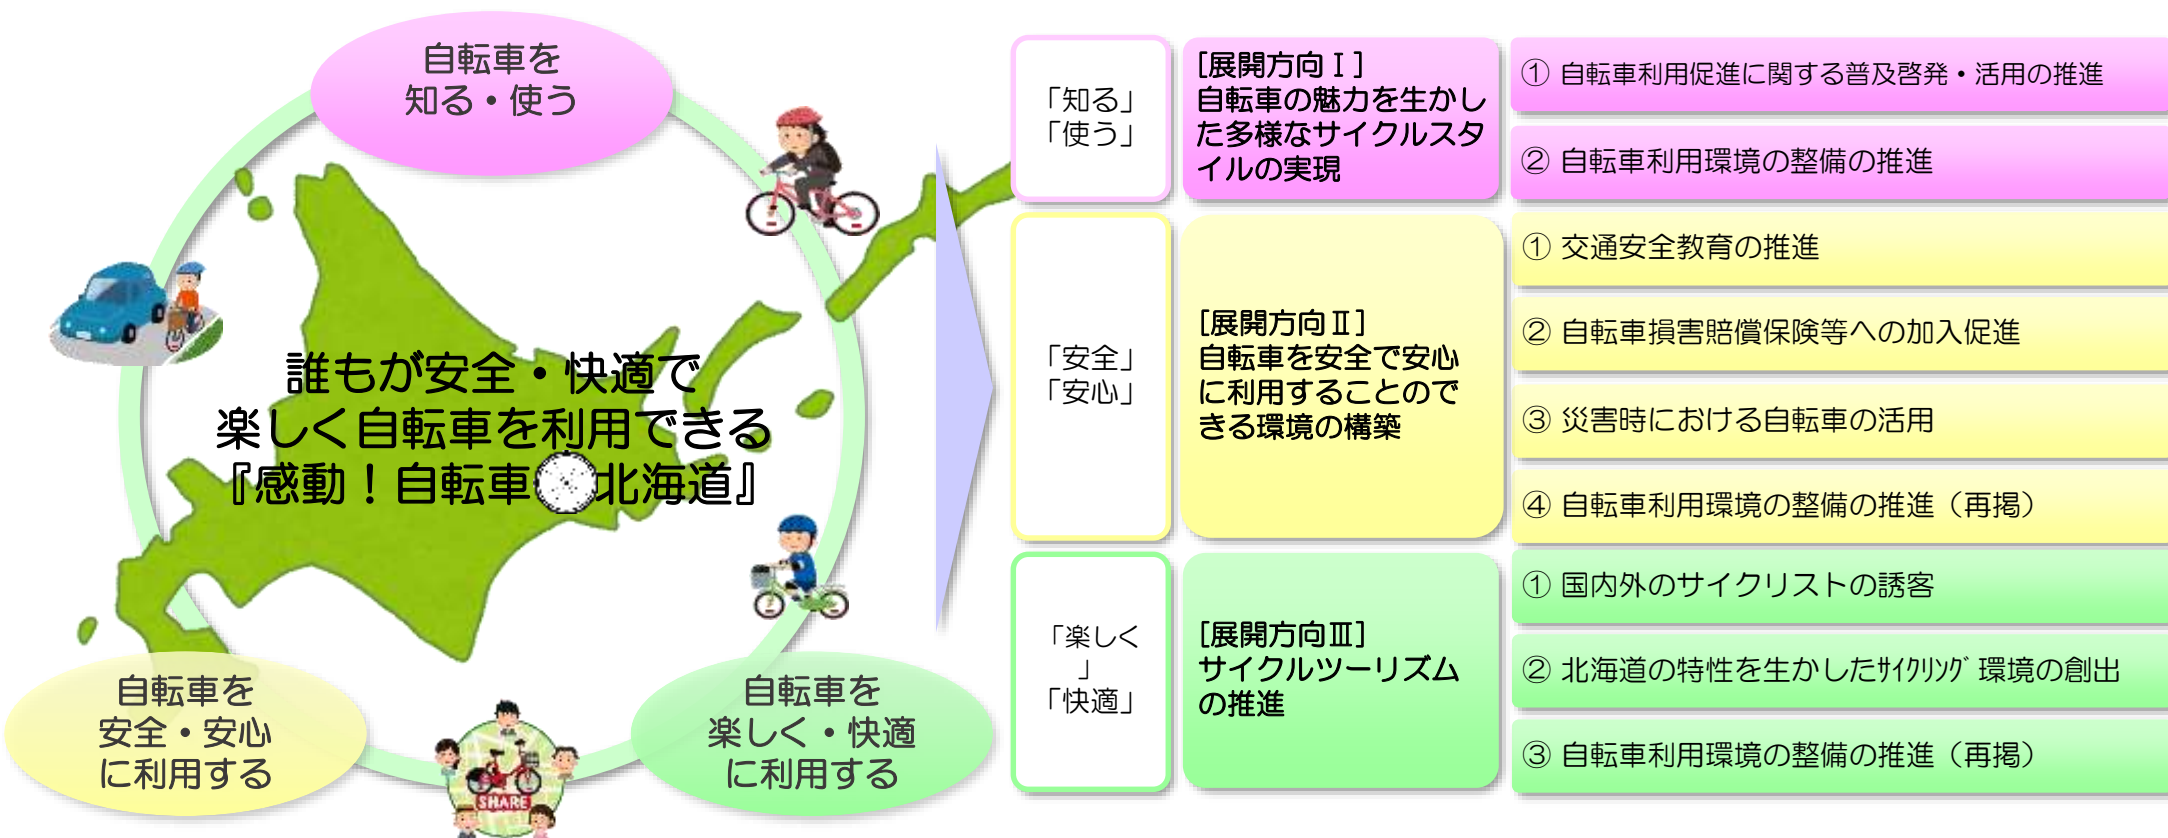 自転車を
知る・使う
誰もが安全・快適で
楽しく自転車を利用できる
『感動！自転車 北海道』
自転車を
安全・安心
に利用する
SHARE
自転車を
楽しく・快適
に利用する
「知る」
「使う」
[展開方向Ⅰ]
自転車の魅力を生かし
た多様なサイクルスタ
イルの実現
① 自転車利用促進に関する普及啓発・活用の推進
② 自転車利用環境の整備の推進
「安全」
「安心」
[展開方向Ⅱ]
自転車を安全で安心
に利用することので
きる環境の構築
① 交通安全教育の推進
② 自転車損害賠償保険等への加入促進
③ 災害時における自転車の活用
④ 自転車利用環境の整備の推進（再掲）
「楽しく
」
「快適」
[展開方向Ⅲ]
サイクルツーリズム
の推進
① 国内外のサイクリストの誘客
② 北海道の特性を生かしたｻｲｸﾘﾝｸﾞ環境の創出
③ 自転車利用環境の整備の推進（再掲）